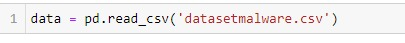 1 data = pd.read_csv('datasetmalware.csv')